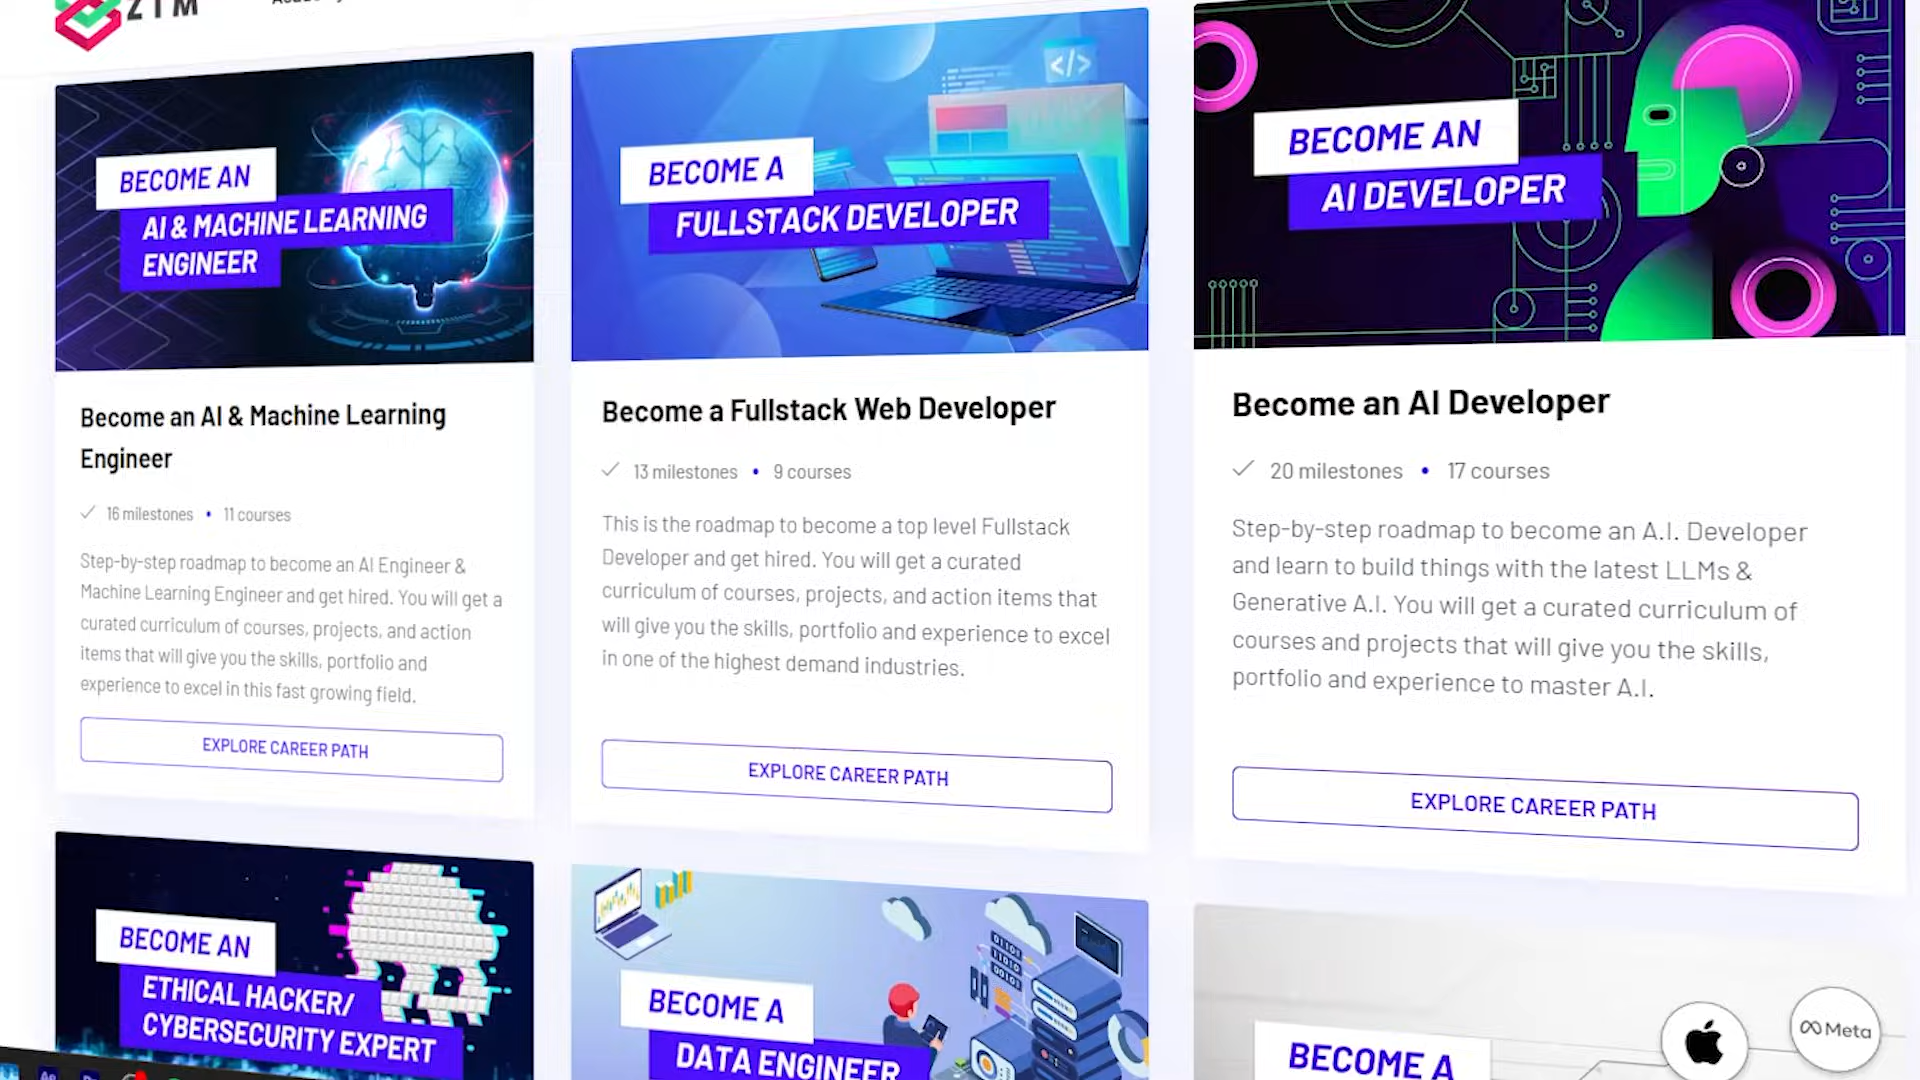 ZTM
BECOME AN
AI & MACHINE LEARNING
ENGINEER
Become an AI & Machine Learning
Engineer
16 milestones • 11 courses
Step-by-step roadmap to become an AI Engineer &
Machine Learning Engineer and get hired. You will get a
curated curriculum of courses, projects, and action
items that will give you the skills, portfolio and
experience to excel in this fast growing field.
EXPLORE CAREER PATH
</>
BECOME A
FULLSTACK DEVELOPER
Become a Fullstack Web Developer
13 milestones • 9 courses
This is the roadmap to become a top level Fullstack
Developer and get hired. You will get a curated
curriculum of courses, projects, and action items that
will give you the skills, portfolio and experience to excel
in one of the highest demand industries.
EXPLORE CAREER PATH
BECOME AN
AI DEVELOPER
Become an AI Developer
20 milestones • 17 courses
Step-by-step roadmap to become an A.I. Developer
and learn to build things with the latest LLMs &
Generative A.I. You will get a curated curriculum of
courses and projects that will give you the skills,
portfolio and experience to master A.I.
EXPLORE CAREER PATH
BECOME AN
ETHICAL HACKER/
CYBERSECURITY EXPERT
BECOME A
DATA ENGINEER
BECOME A
Meta